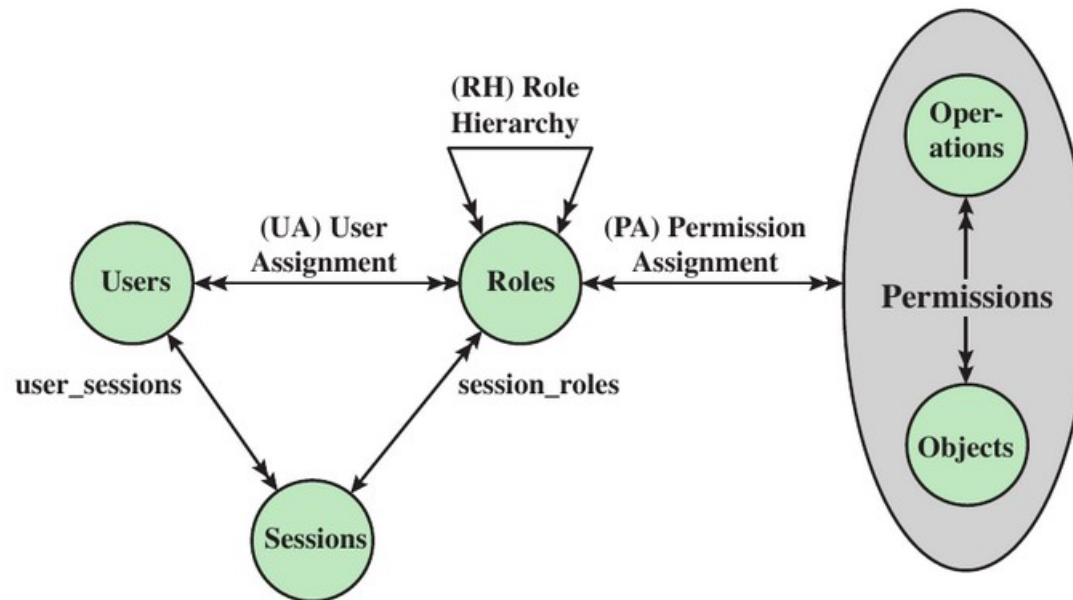 (RH) Role
Hierarchy
Oper-
ations
(UA) User
Assignment
(PA) Permission
Assignment
Users
Roles
Permissions
user_sessions
session_roles
Objects
Sessions